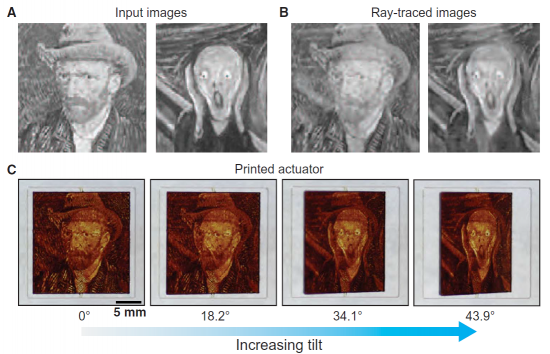 A Input images
B Ray-traced images
C Printed actuator
5 mm
0° 18.2° 34.1° 43.9°
Increasing tilt